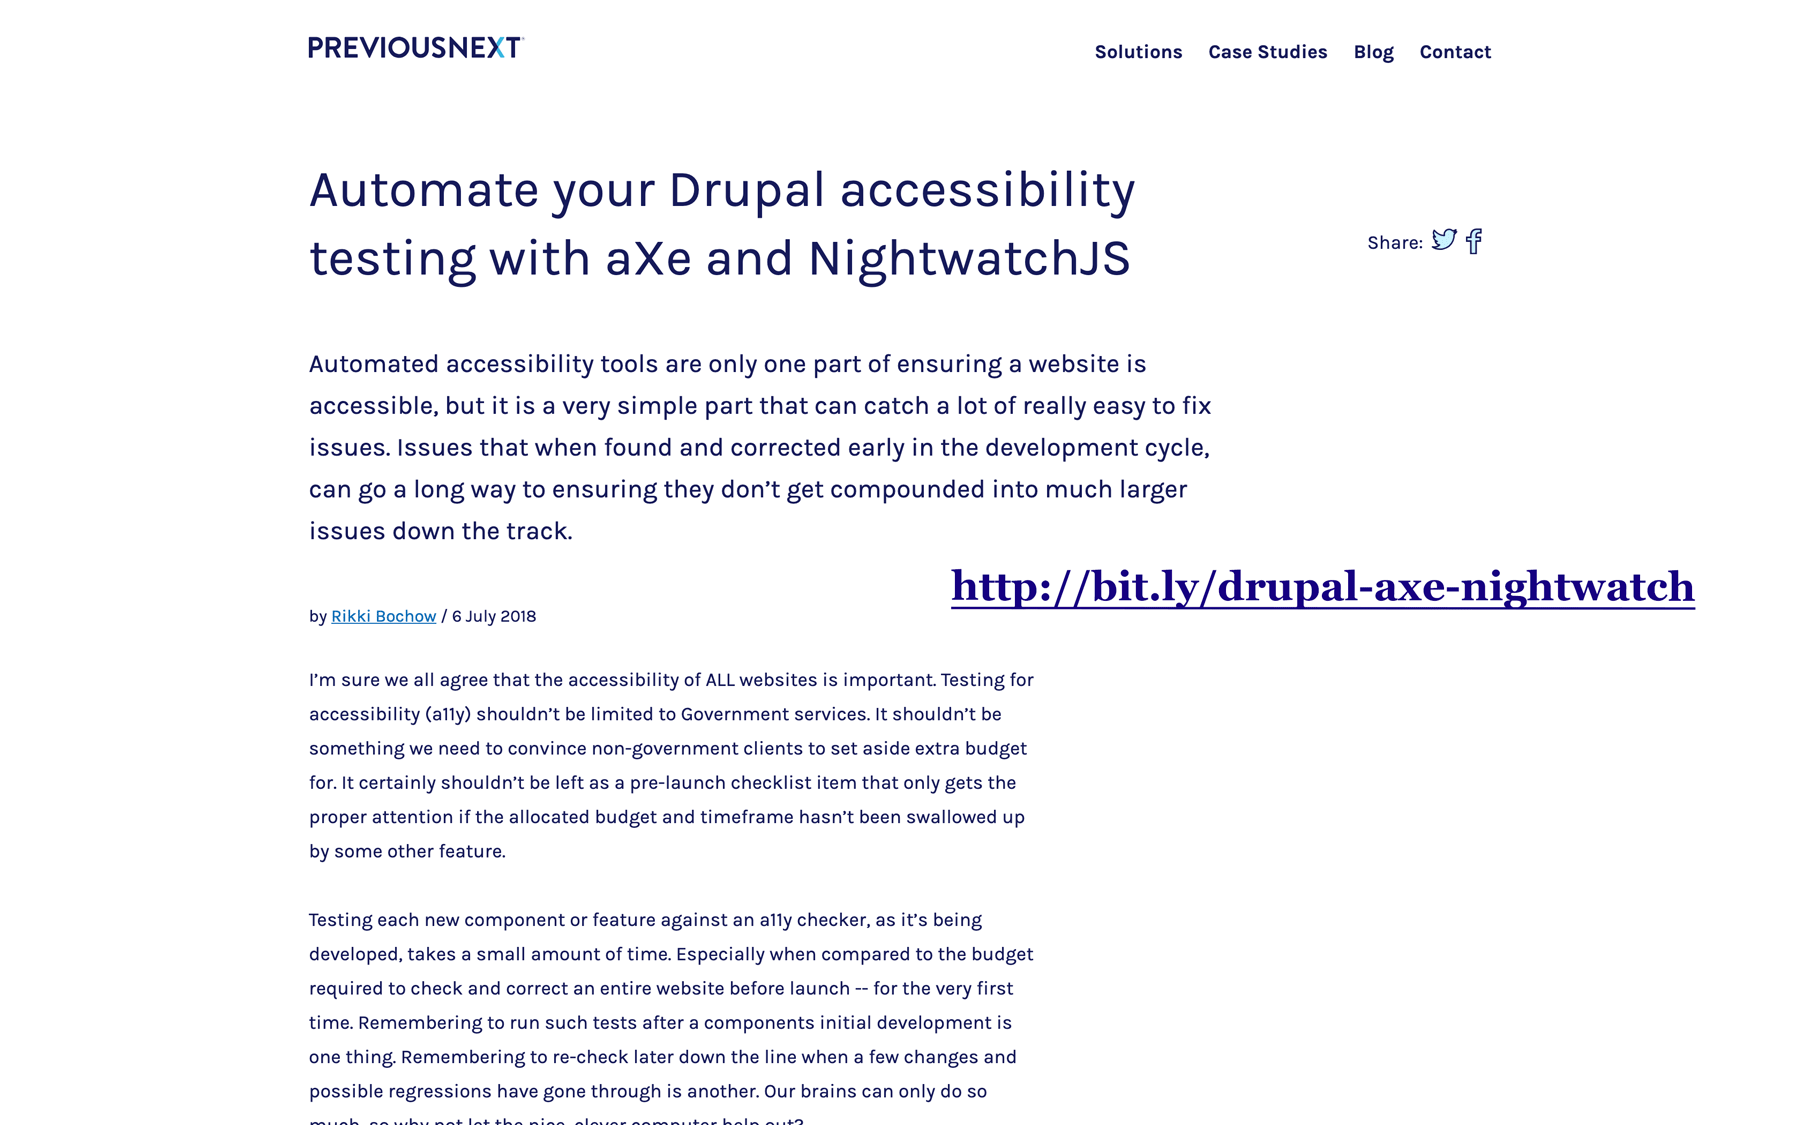 PREVIOUSNEXT
Solutions Case Studies Blog Contact
Automate your Drupal accessibility
testing with aXe and NightwatchJS
Share:
Automated accessibility tools are only one part of ensuring a website is
accessible, but it is a very simple part that can catch a lot of really easy to fix
issues. Issues that when found and corrected early in the development cycle,
can go a long way to ensuring they don’t get compounded into much larger
issues down the track.
http://bit.ly/drupal-axe-nightwatch
by Rikki Bochow / 6 July 2018
I’m sure we all agree that the accessibility of ALL websites is important. Testing for
accessibility (a11y) shouldn’t be limited to Government services. It shouldn’t be
something we need to convince non-government clients to set aside extra budget
for. It certainly shouldn’t be left as a pre-launch checklist item that only gets the
proper attention if the allocated budget and timeframe hasn’t been swallowed up
by some other feature.
Testing each new component or feature against an a11y checker, as it’s being
developed, takes a small amount of time. Especially when compared to the budget
required to check and correct an entire website before launch -- for the very first
time. Remembering to run such tests after a components initial development is
one thing. Remembering to re-check later down the line when a few changes and
possible regressions have gone through is another. Our brains can only do so
much, so why not let the nice, clever computer help out?